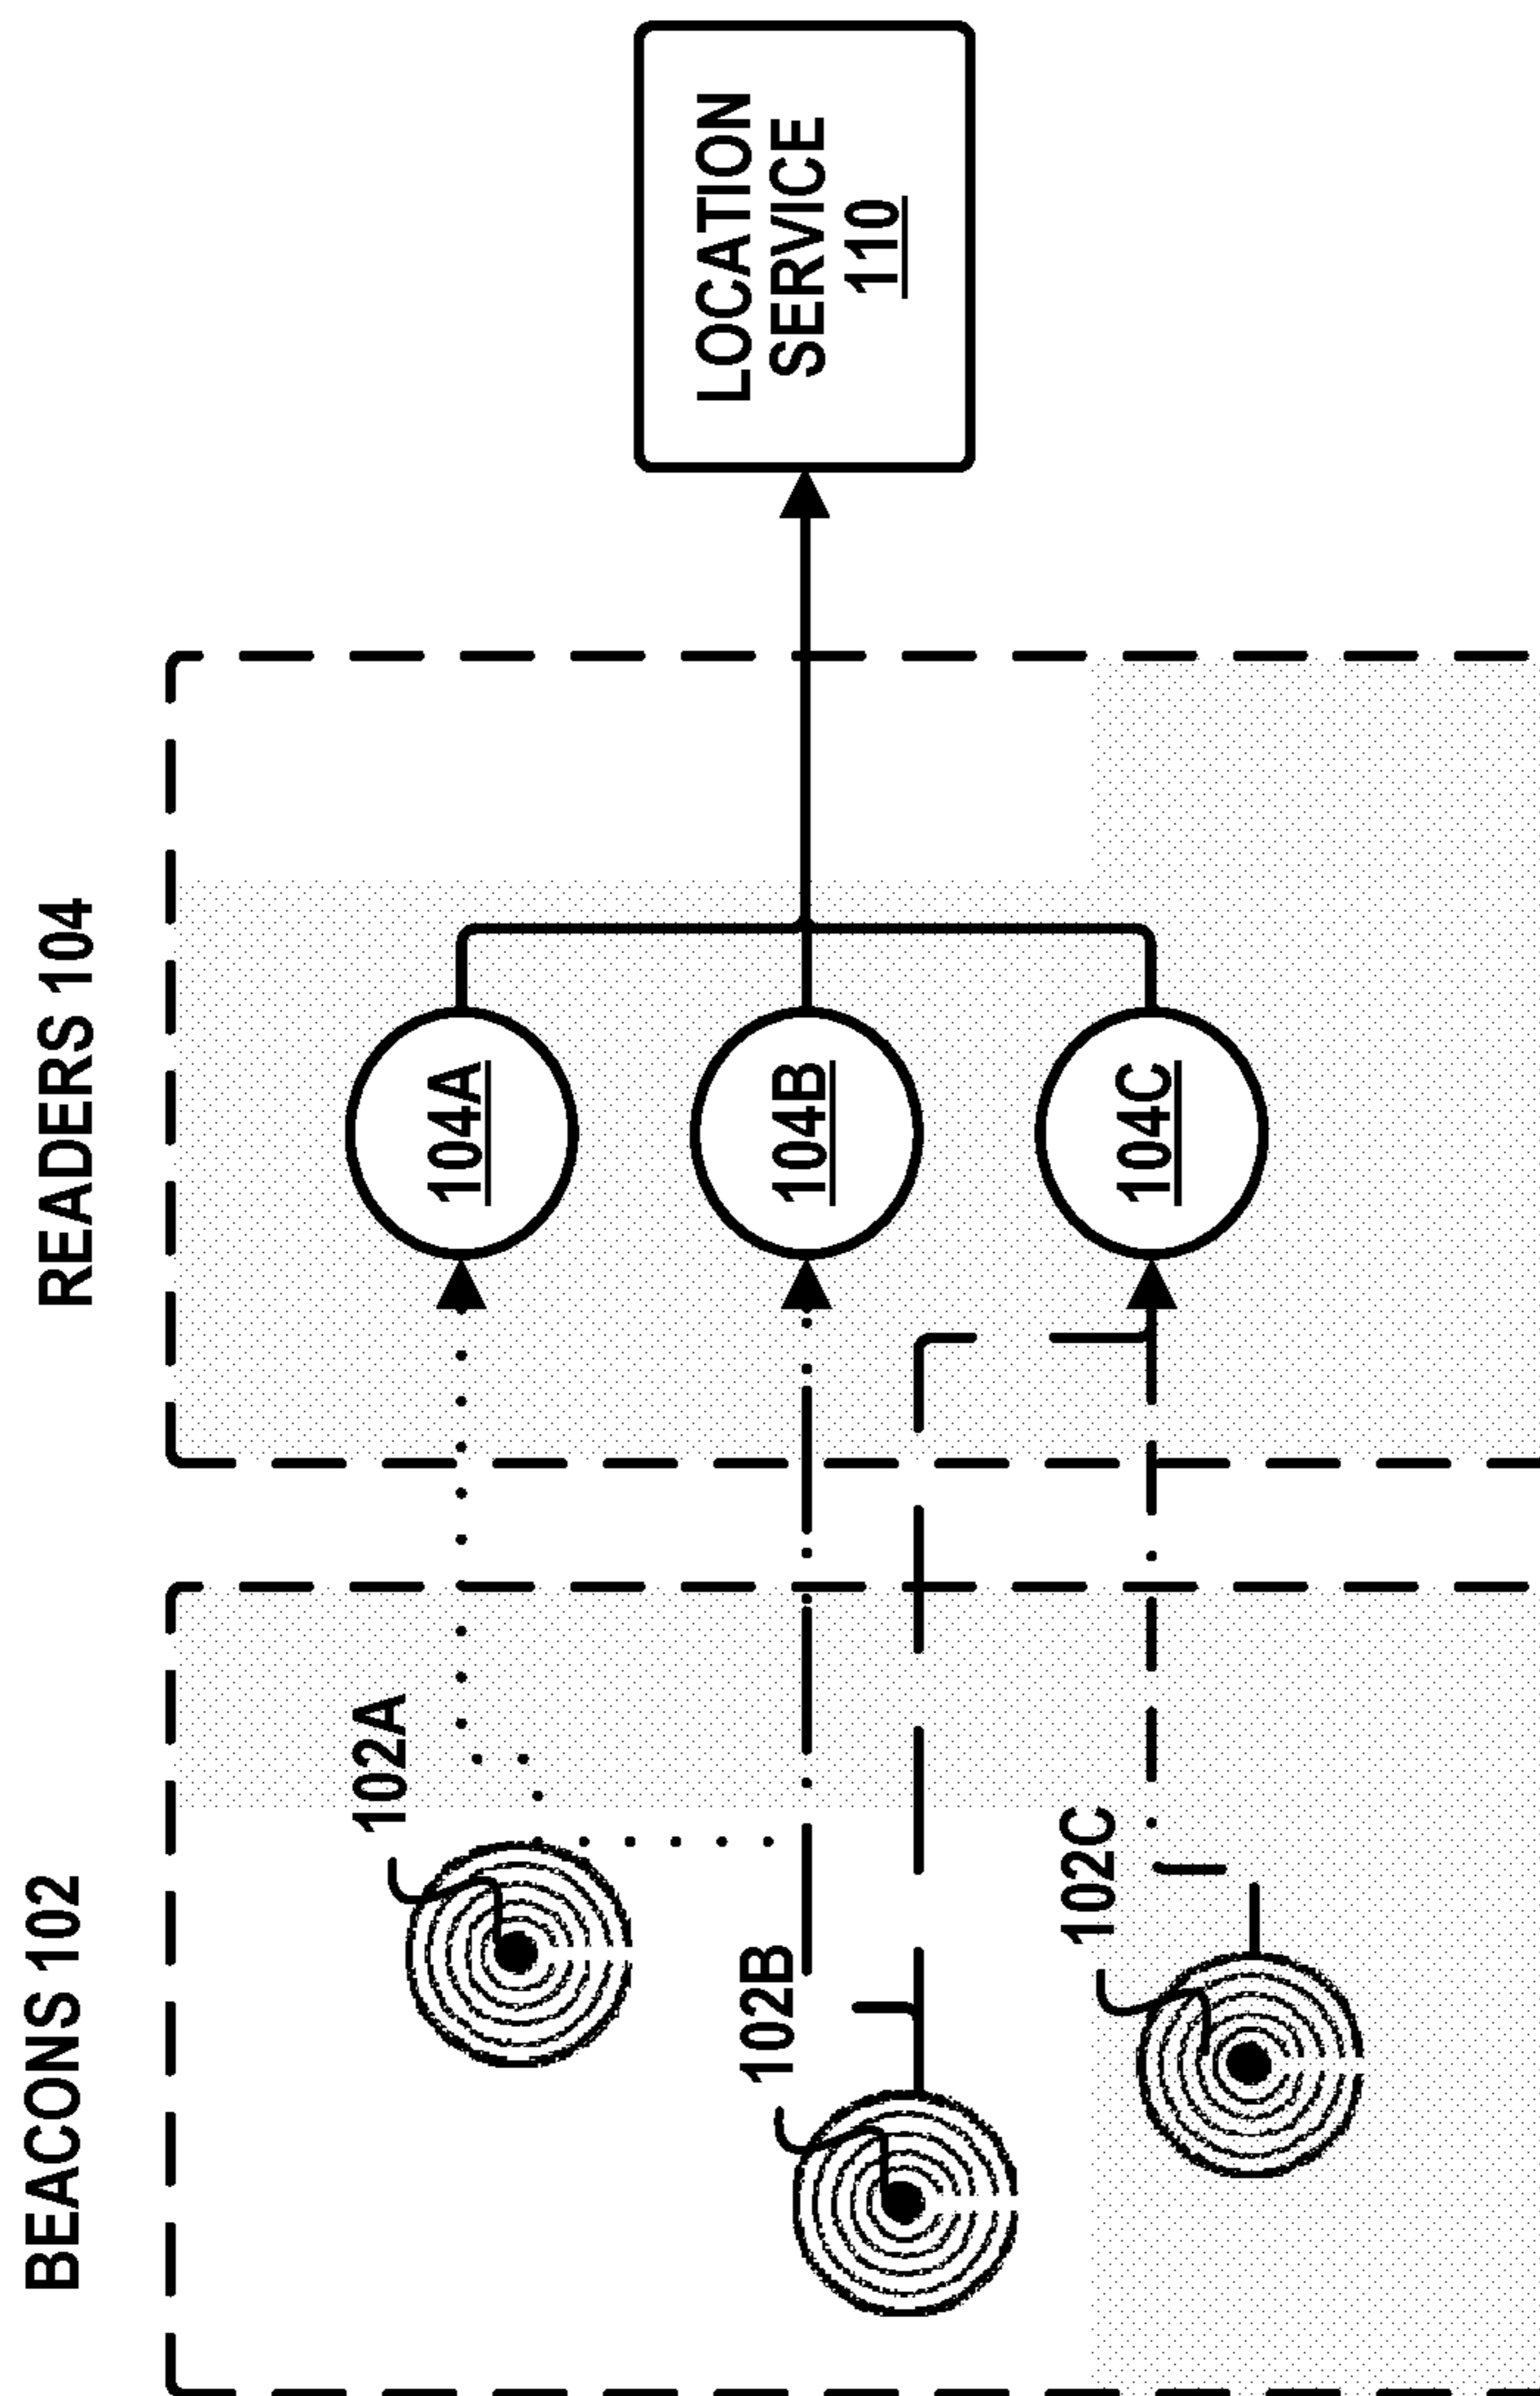 BEACONS 102
102A
102B
102C
READERS 104
104A
104B
104C
LOCATION
SERVICE
110